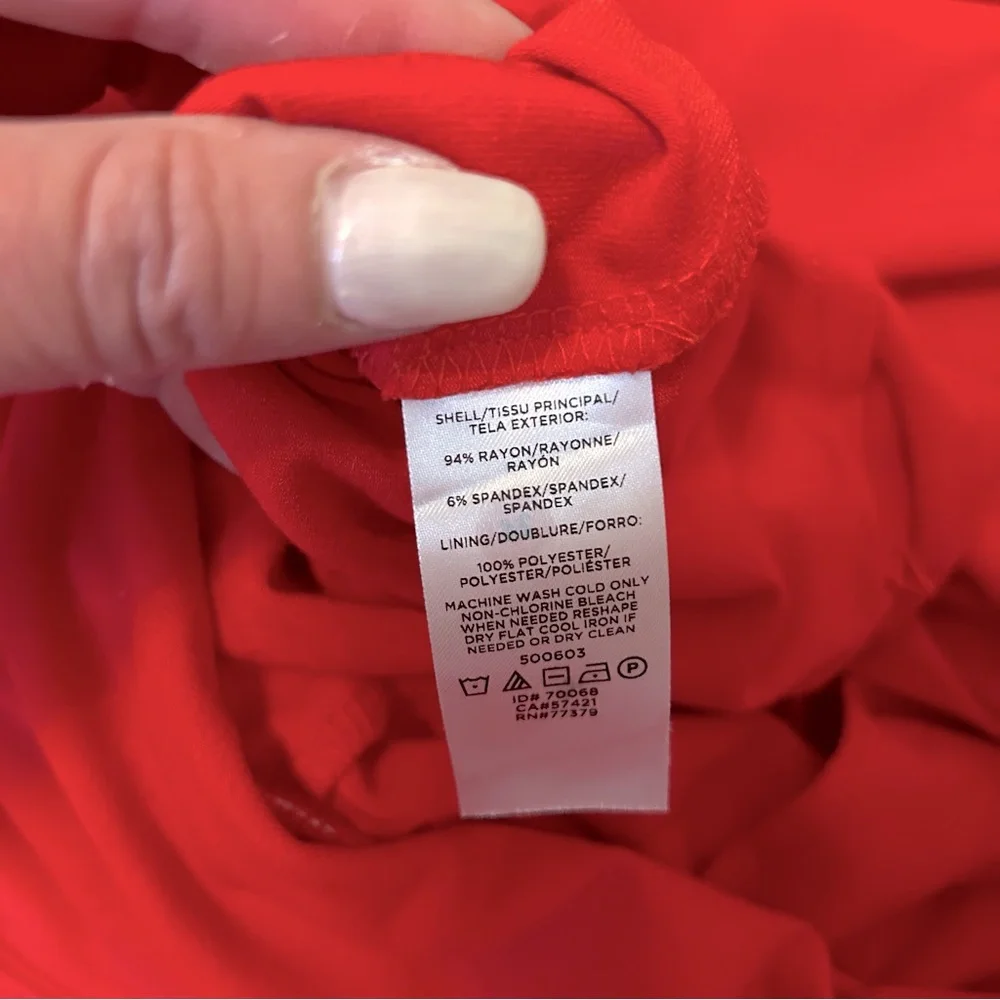 SHELL/TISSU PRINCIPAL/
TELA EXTERIOR:
94% RAYON/RAYONNE/
RAYÓN
6% SPANDEX/SPANDEX/
SPANDEX
LINING/DOUBLURE/FORRO:
100% POLYESTER/
POLYESTER/POLIÉSTER
MACHINE WASH COLD ONLY
NON-CHLORINE BLEACH
WHEN NEEDED RESHAPE
DRY FLAT COOL IRON IF
NEEDED OR DRY CLEAN
500603
P
ID# 70068
CA#57421
RN#77379